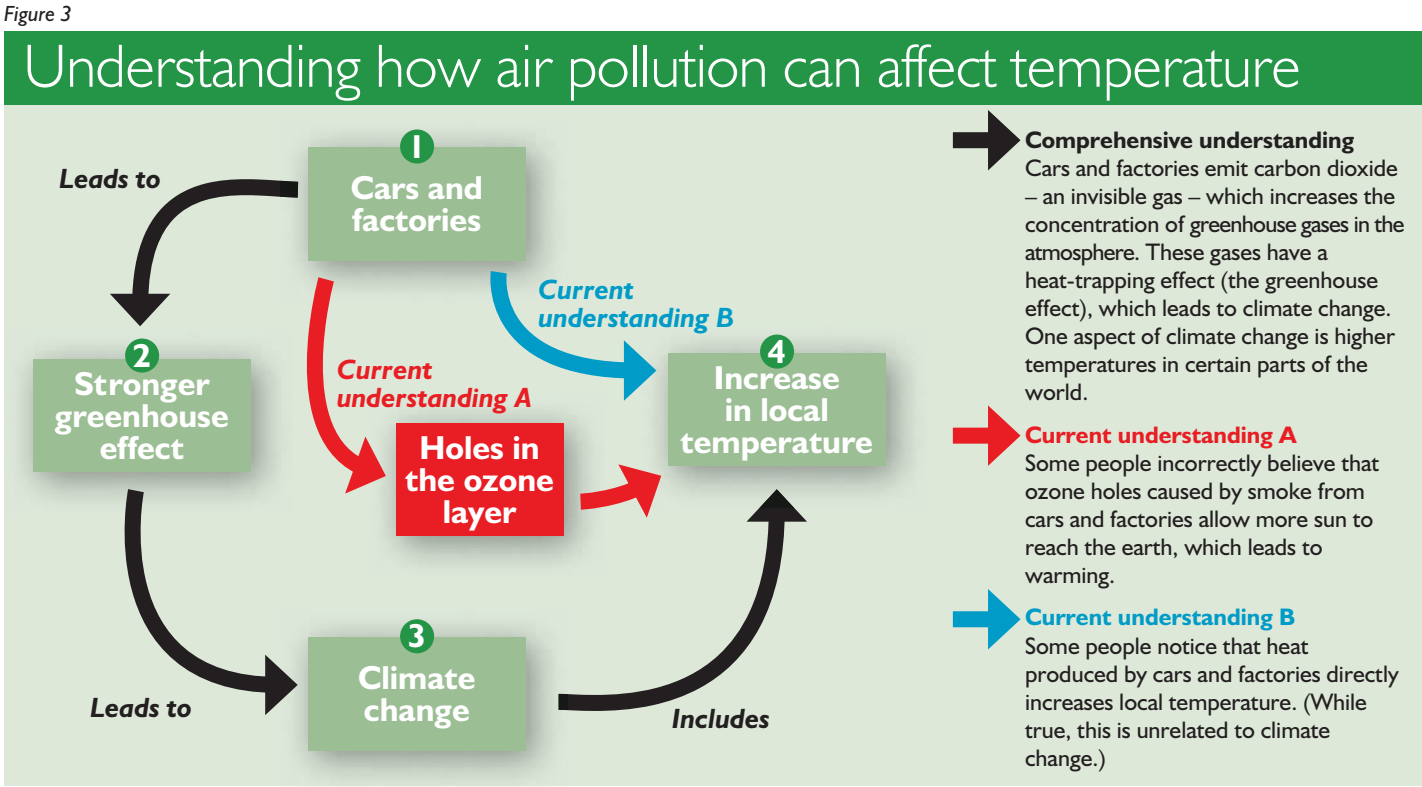 Figure 3
Understanding how air pollution can affect temperature
Leads to
1
Cars and
factories
Current
understanding B
Current
understanding A
2
Stronger
greenhouse
effect
4
Increase
in local
temperature
Holes in
the ozone
layer
3
Climate
change
Leads to
Includes
Comprehensive understanding
Cars and factories emit carbon dioxide
– an invisible gas – which increases the
concentration of greenhouse gases in the
atmosphere. These gases have a
heat-trapping effect (the greenhouse
effect), which leads to climate change.
One aspect of climate change is higher
temperatures in certain parts of the
world.
Current understanding A
Some people incorrectly believe that
ozone holes caused by smoke from
cars and factories allow more sun to
reach the earth, which leads to
warming.
Current understanding B
Some people notice that heat
produced by cars and factories directly
increases local temperature. (While
true, this is unrelated to climate
change.)